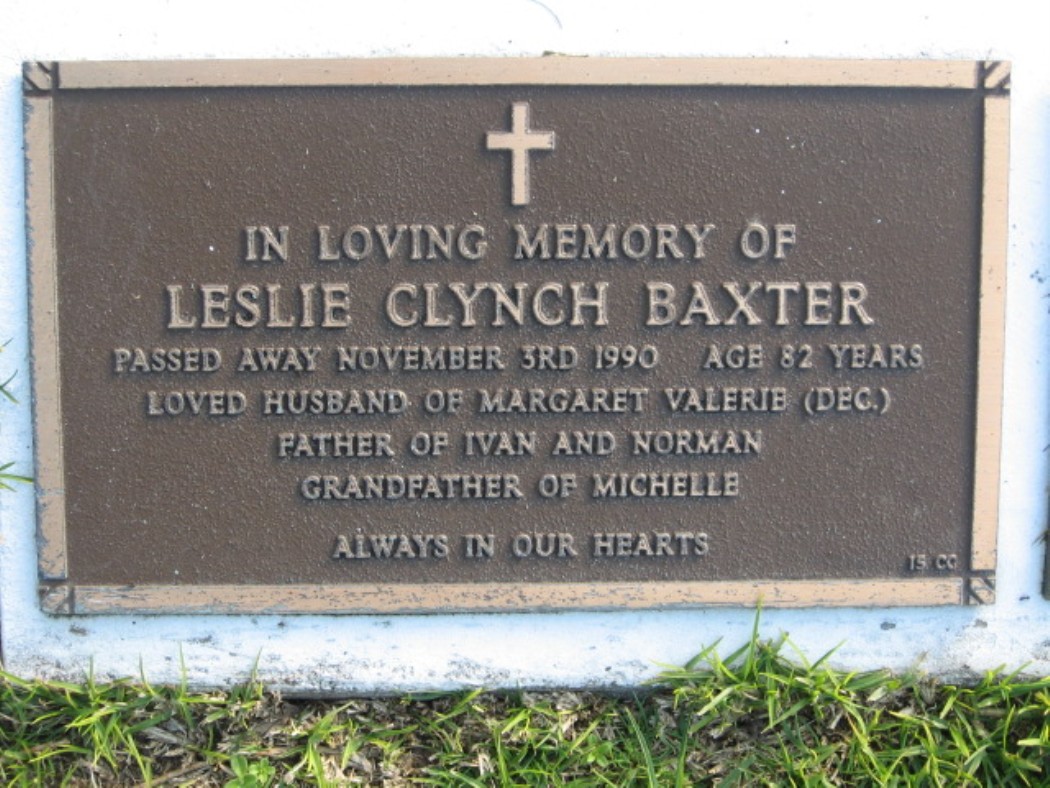 IN LOVING MEMORY OF
LESLIE CLYNCH BAXTER
PASSED AWAY NOVEMBER 3RD 1990 AGE 82 YEARS
LOVED HUSBAND OF MARGARET VALERIE (DEC.)
FATHER OF IVAN AND NORMAN
GRANDFATHER OF MICHELLE
ALWAYS IN OUR HEARTS
15 CC